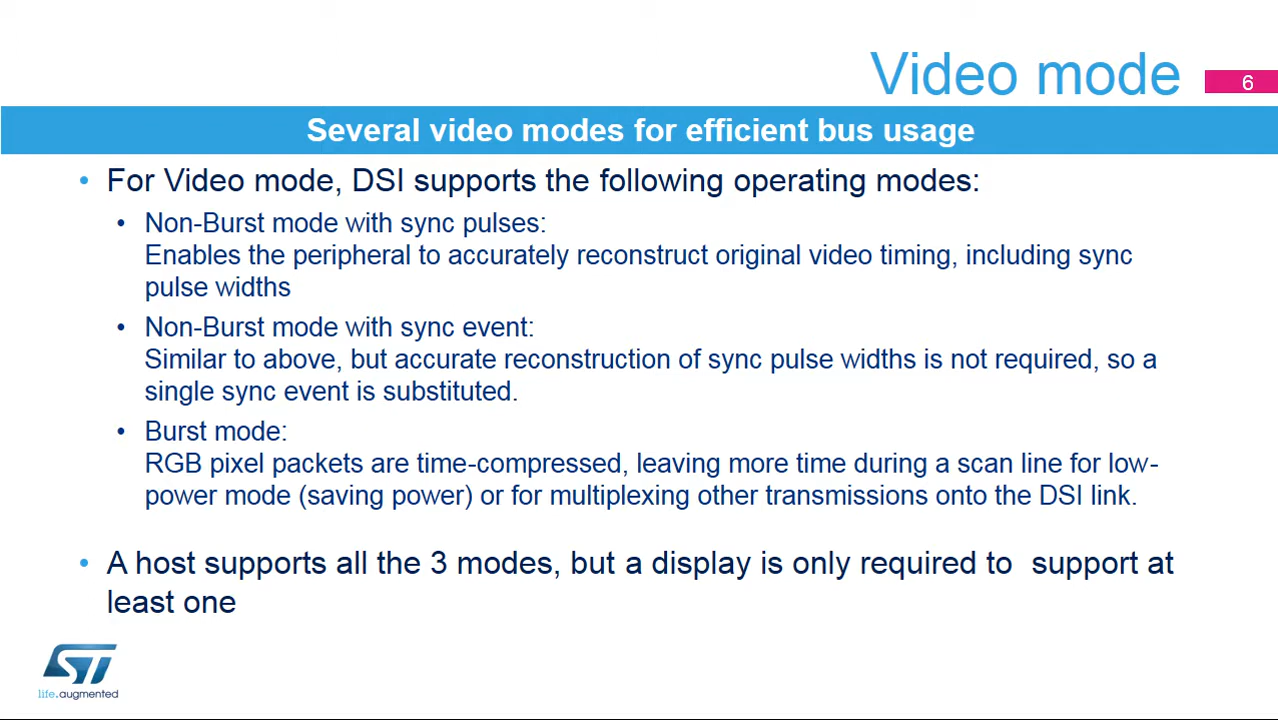 Video mode
6
Several video modes for efficient bus usage
• For Video mode, DSI supports the following operating modes:
• Non-Burst mode with sync pulses:
Enables the peripheral to accurately reconstruct original video timing, including sync
pulse widths
• Non-Burst mode with sync event:
Similar to above, but accurate reconstruction of sync pulse widths is not required, so a
single sync event is substituted.
• Burst mode:
RGB pixel packets are time-compressed, leaving more time during a scan line for low-
power mode (saving power) or for multiplexing other transmissions onto the DSI link.
• A host supports all the 3 modes, but a display is only required to  support at
least one
ST
life.augmented